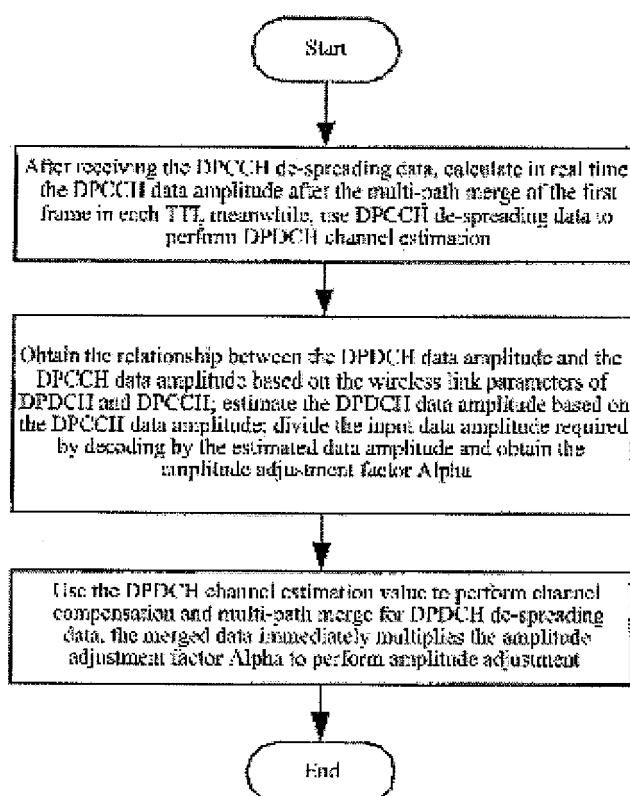 Start
After receiving the DPCCH de-spreading data, calculate in real time
the DPCCH data amplitude after the multi-path merge of the first
frame in each TTI, meanwhile, use DPCCH de-spreading data to
perform DPDCH channel estimation
Obtain the relationship between the DPDCH data amplitude and the
DPCCH data amplitude based on the wireless link parameters of
DPDCH and DPCCH; estimate the DPDCH data amplitude based on
the DPCCH data amplitude; divide the input data amplitude required
by decoding by the estimated data amplitude and obtain the
amplitude adjustment factor Alpha
Use the DPDCH channel estimation value to perform channel
compensation and multi-path merge for DPDCH de-spreading
data, the merged data immediately multiplies the amplitude
adjustment factor Alpha to perform amplitude adjustment
End